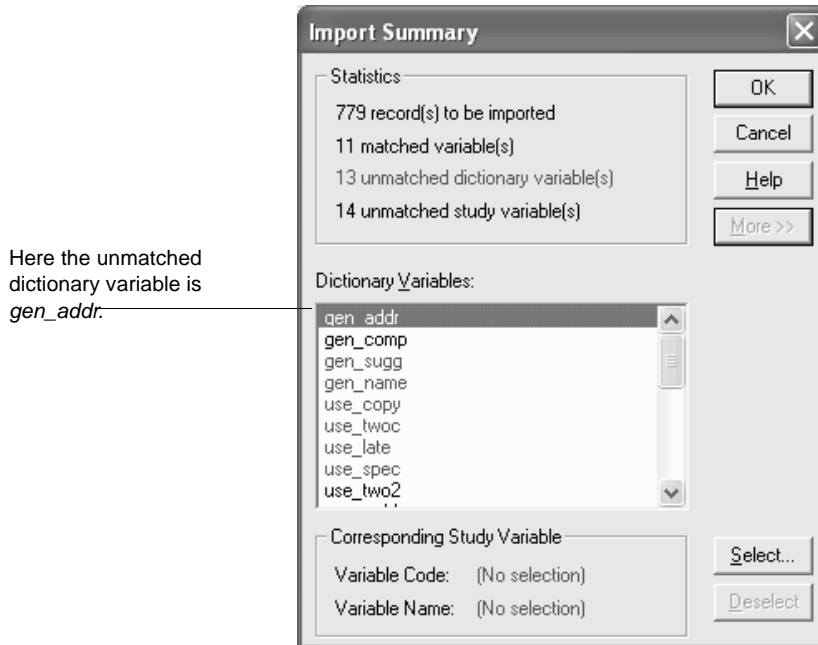 Import Summary
Statistics
779 record(s) to be imported
11 matched variable(s)
13 unmatched dictionary variable(s)
14 unmatched study variable(s)
OK
Cancel
Help
More >>
Here the unmatched
dictionary variable is
gen_addr.
Dictionary Variables:
gen_addr
gen_comp
gen_sugg
gen_name
use_copy
use_twoc
use_late
use_spec
use_two2
Corresponding Study Variable
Variable Code: (No selection)
Variable Name: (No selection)
Select...
Deselect